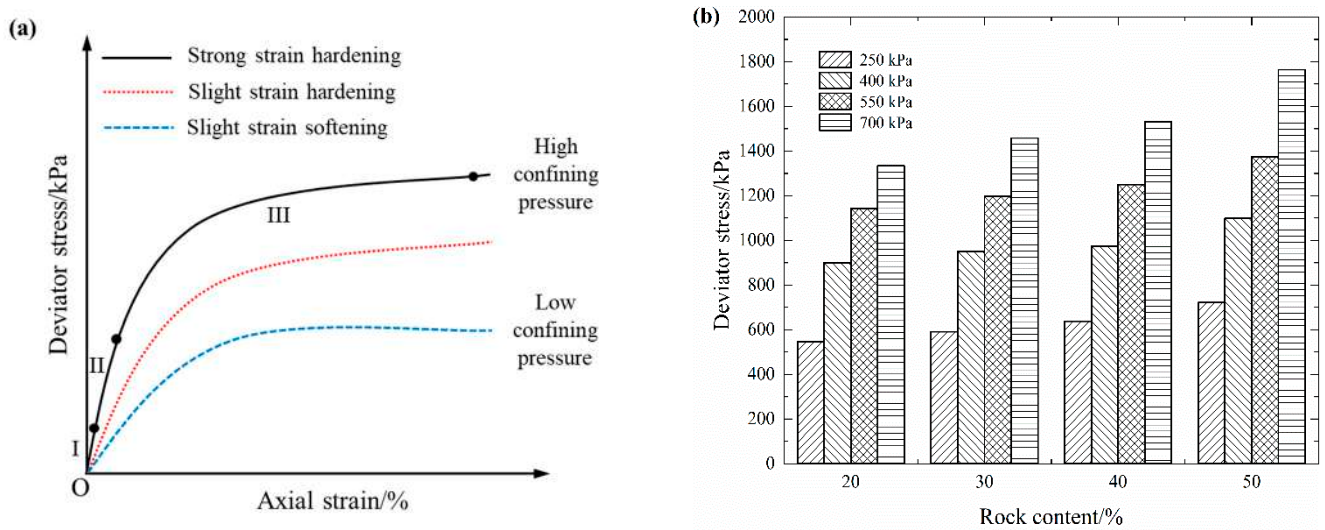 (a)
Strong strain hardening
Slight strain hardening
Slight strain softening
High
confining
pressure
Low
confining
pressure
I
II
III
O
Deviator stress/kPa
Axial strain/%
(b)
2000
1800
1600
1400
1200
1000
800
600
400
200
0
250 kPa
400 kPa
550 kPa
700 kPa
Deviator stress/kPa
20
30
40
50
Rock content/%